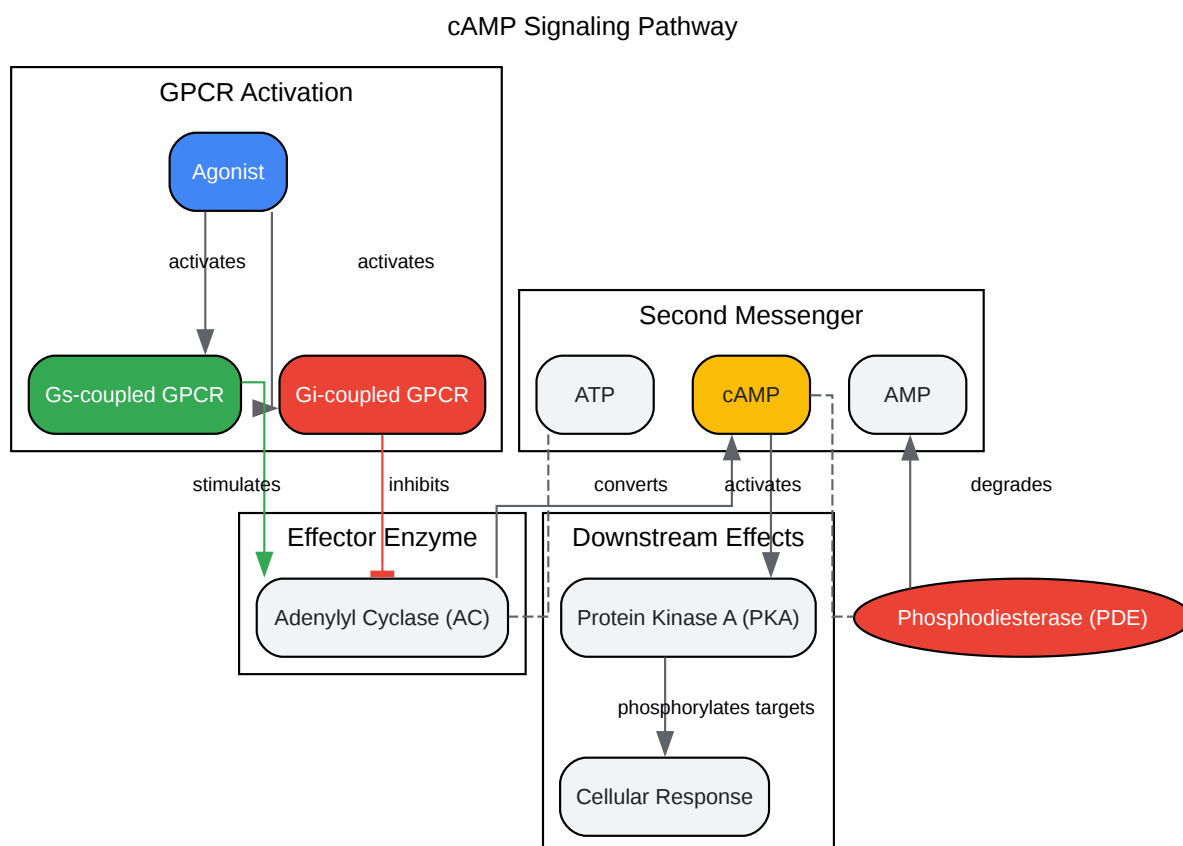 cAMP Signaling Pathway
GPCR Activation
Agonist
activates
activates
Second Messenger
Gs-coupled GPCR
Gi-coupled GPCR
ATP
cAMP
AMP
stimulates
inhibits
converts
activates
degrades
Effector Enzyme
Downstream Effects
Adenylyl Cyclase (AC)
Protein Kinase A (PKA)
Phosphodiesterase (PDE)
phosphorylates targets
Cellular Response